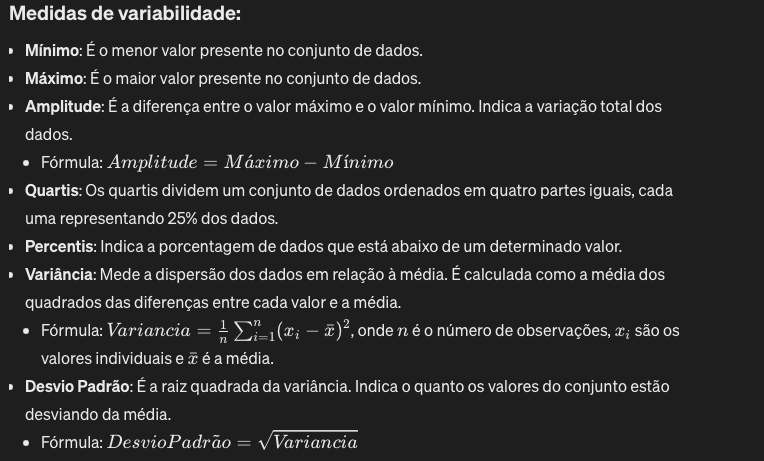 Medidas de variabilidade:
• Mínimo: É o menor valor presente no conjunto de dados.
• Máximo: É o maior valor presente no conjunto de dados.
• Amplitude: É a diferença entre o valor máximo e o valor mínimo. Indica a variação total dos
dados.
• Fórmula: Amplitude = Máximo − Mínimo
• Quartis: Os quartis dividem um conjunto de dados ordenados em quatro partes iguais, cada
uma representando 25% dos dados.
• Percentis: Indica a porcentagem de dados que está abaixo de um determinado valor.
• Variância: Mede a dispersão dos dados em relação à média. É calculada como a média dos
quadrados das diferenças entre cada valor e a média.
• Fórmula: Variancia = \frac{1}{n} \sum_{i=1}^{n} (x_i − \bar{x})^2, onde n é o número de observações, x_i são os
valores individuais e \bar{x} é a média.
• Desvio Padrão: É a raiz quadrada da variância. Indica o quanto os valores do conjunto estão
desviando da média.
• Fórmula: DesvioPadrão = \sqrt{Variancia}